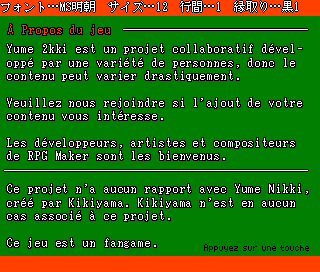 フォント…MS明朝　サイズ…12　行間…1　縁取り…黒1
À Propos du jeu
Yume 2kki est un projet collaboratif dével-
oppé par une variété de personnes, donc le
contenu peut varier drastiquement.
Veuillez nous rejoindre si l'ajout de votre
contenu vous intéresse.
Les développeurs, artistes et compositeurs
de RPG Maker sont les bienvenus.
Ce projet n'a aucun rapport avec Yume Nikki,
créé par Kikiyama. Kikiyama n'est en aucun
cas associé à ce projet.
Ce jeu est un fangame.
Appuyez sur une touche